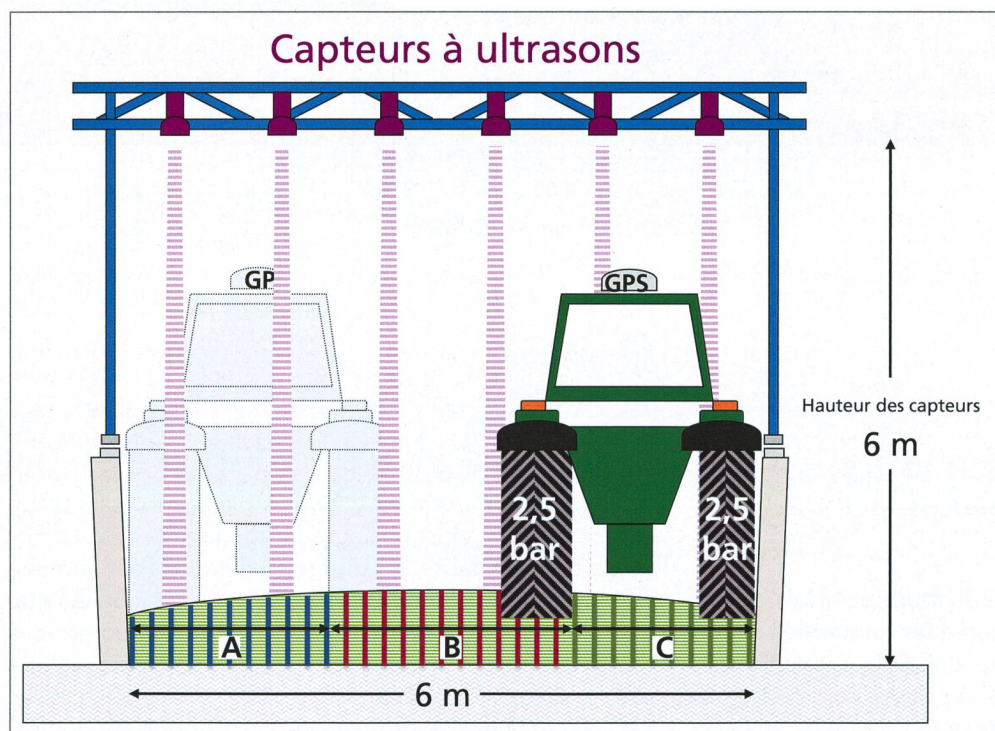 Capteurs à ultrasons
GP
GPS
Hauteur des capteurs
6 m
2,5
bar
2,5
bar
A
B
C
6 m